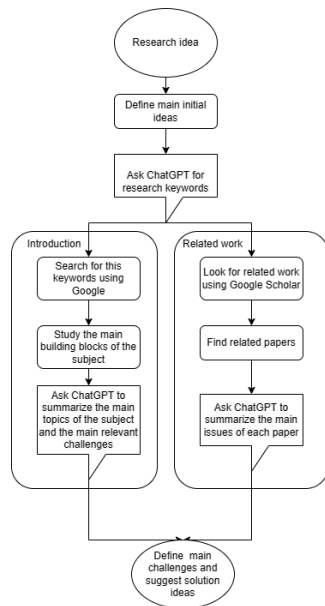 Research idea
Define main initial
ideas
Ask ChatGPT for
research keywords
Introduction
Search for this
keywords using
Google
Study the main
building blocks of the
subject
Ask ChatGPT to
summarize the main
topics of the subject
and the main relevant
challenges
Related work
Look for related work
using Google Scholar
Find related papers
Ask ChatGPT to
summarize the main
issues of each paper
Define main
challenges and
suggest solution
ideas